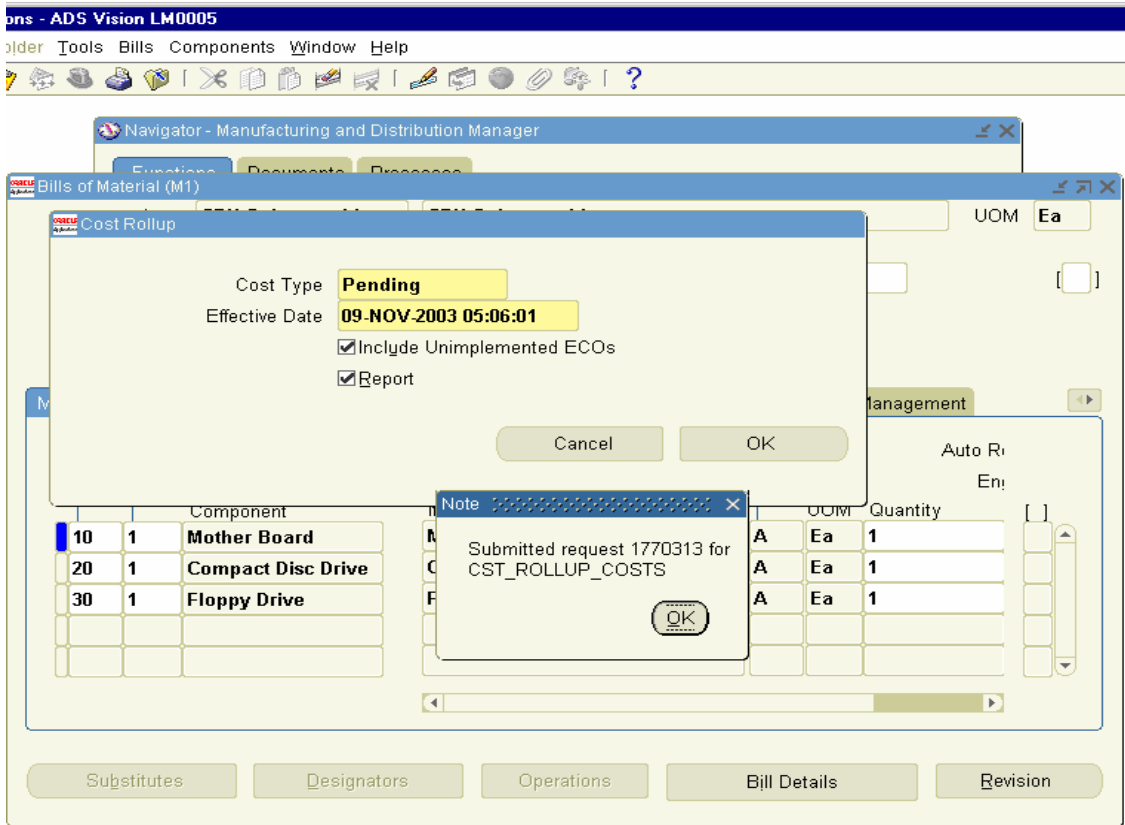 ons - ADS Vision LM0005
older Tools Bills Components Window Help
Navigator - Manufacturing and Distribution Manager
Functions Documents Processes
Bills of Material (M1)
UOM Ea
Cost Rollup
Cost Type Pending
[ ]
Effective Date 09-NOV-2003 05:06:01
Include Unimplemented ECOs
Report
M
Management
Cancel OK
Auto R
Eng
Note
Component UOM Quantity [ ]
10 1 Mother Board M A Ea 1
Submitted request 1770313 for
20 1 Compact Disc Drive C A Ea 1
CST_ROLLUP_COSTS
30 1 Floppy Drive F A Ea 1
OK
Substitutes Designators Operations Bill Details Revision